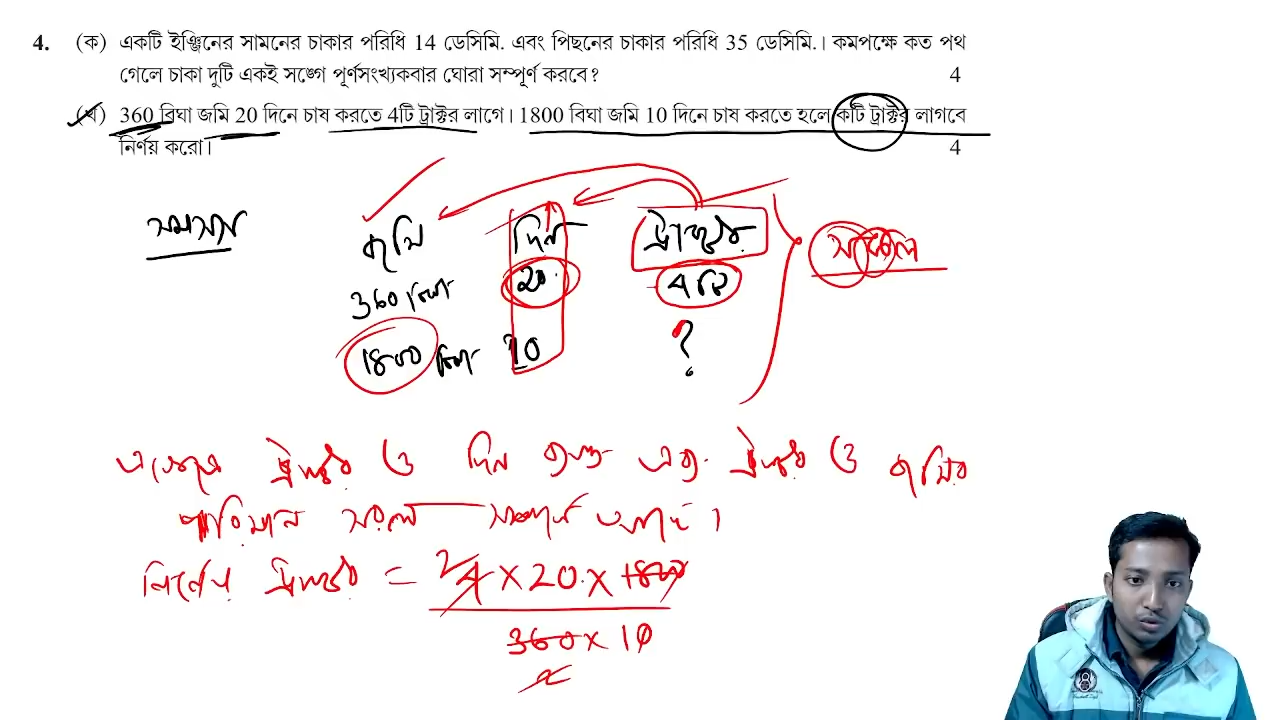 4. (ক) একটি ইঞ্জিনের সামনের চাকার পরিধি 14 ডেসিমি. এবং পিছনের চাকার পরিধি 35 ডেসিমি.। কমপক্ষে কত পথ
গেলে চাকা দুটি একই সঙ্গে পূর্ণসংখ্যকবার ঘোরা সম্পূর্ণ করবে? 4
(খ) 360 বিঘা জমি 20 দিনে চাষ করতে 4টি ট্রাক্টর লাগে। 1800 বিঘা জমি 10 দিনে চাষ করতে হলে কটি ট্রাক্টর লাগবে
নির্ণয় করো। 4
জমি দিন ট্রাক্টর
360 বিঘা 20 4টি
1800 বিঘা 10 ?
ট্রাক্টর ও দিন ব্যস্ত এবং ট্রাক্টর ও জমির
পরিমান সরল সম্পর্কে আছে।
নির্ণেয় ট্রাক্টর = 4 × 20 × 1800
360 × 10